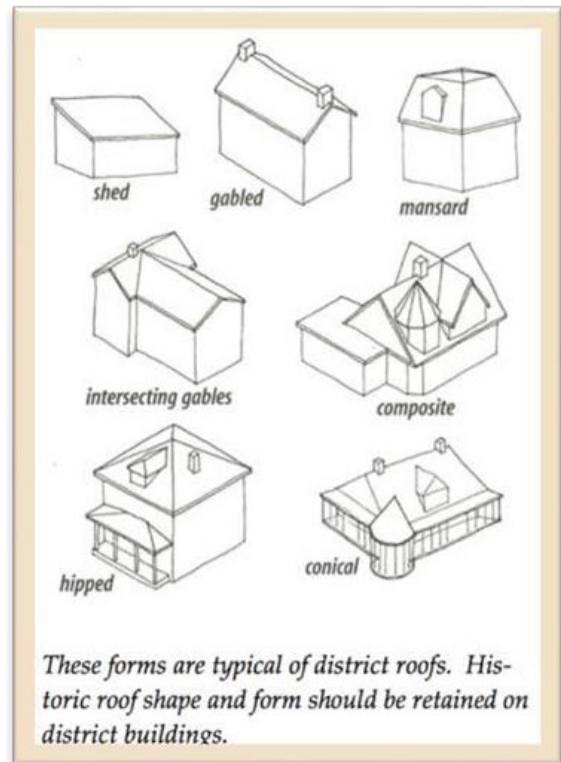 shed
gabled
mansard
intersecting gables
composite
hipped
conical
These forms are typical of district roofs. His-
toric roof shape and form should be retained on
district buildings.